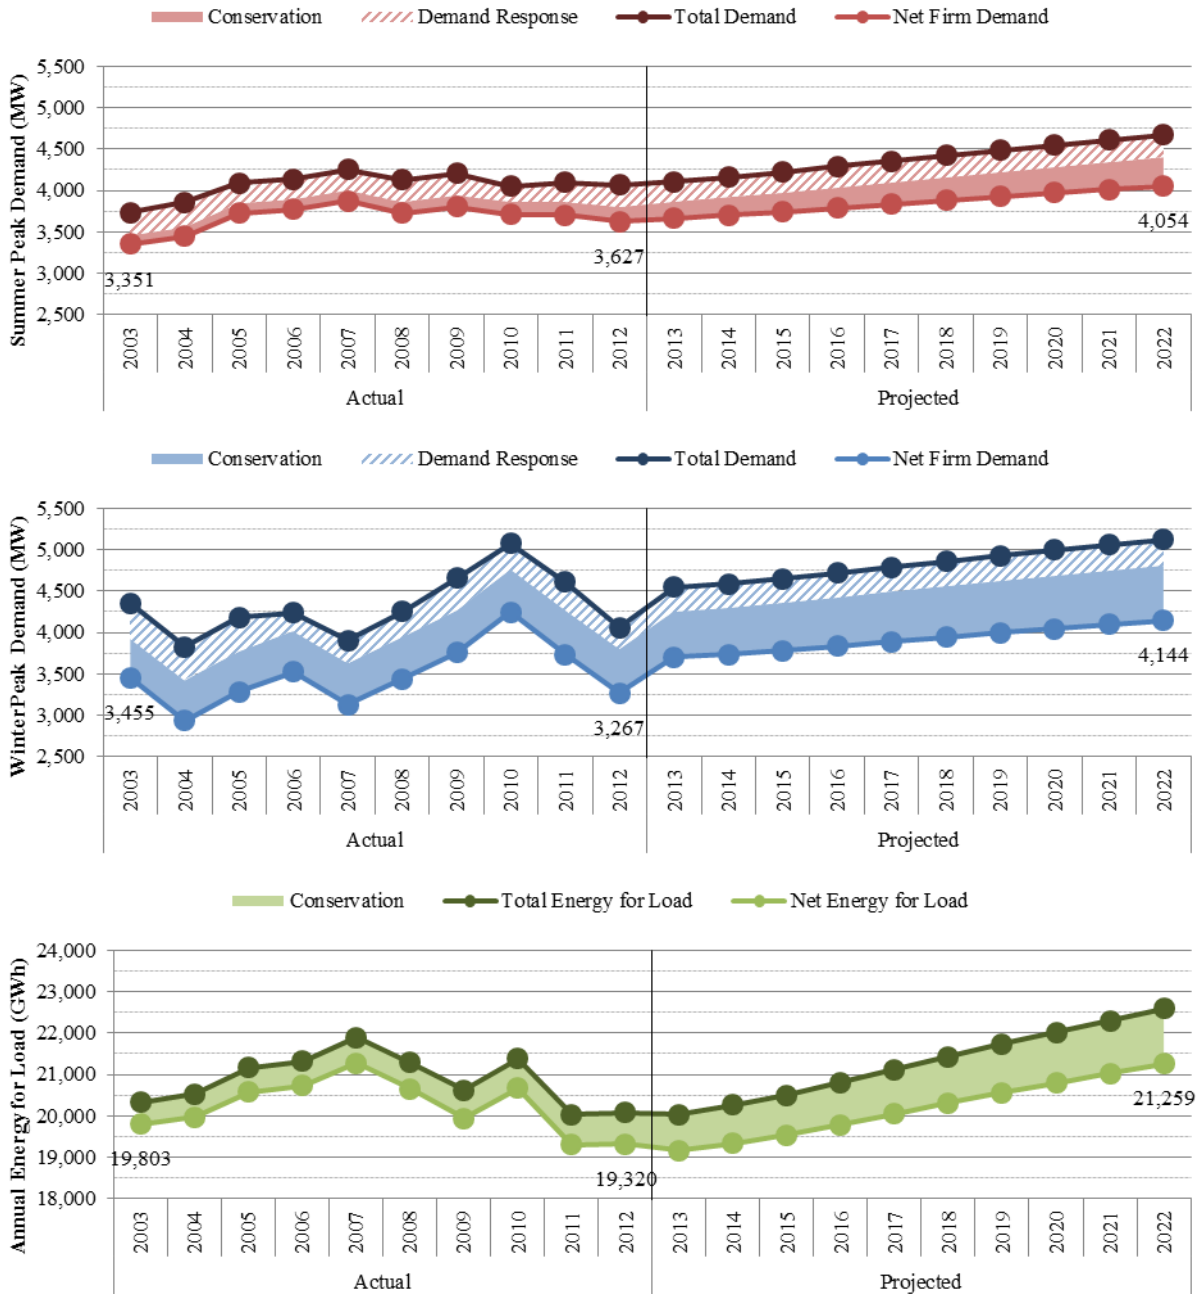 Conservation Demand Response Total Demand Net Firm Demand
Summer Peak Demand (MW)
5,500
5,000
4,500
4,000
3,500
3,000
2,500
3,351
3,627
4,054
2003 2004 2005 2006 2007 2008 2009 2010 2011 2012 2013 2014 2015 2016 2017 2018 2019 2020 2021 2022
Actual Projected
Conservation Demand Response Total Demand Net Firm Demand
WinterPeak Demand (MW)
5,500
5,000
4,500
4,000
3,500
3,000
2,500
3,455
3,267
4,144
2003 2004 2005 2006 2007 2008 2009 2010 2011 2012 2013 2014 2015 2016 2017 2018 2019 2020 2021 2022
Actual Projected
Conservation Total Energy for Load Net Energy for Load
Annual Energy for Load (GWh)
24,000
23,000
22,000
21,000
20,000
19,000
18,000
19,803
19,320
21,259
2003 2004 2005 2006 2007 2008 2009 2010 2011 2012 2013 2014 2015 2016 2017 2018 2019 2020 2021 2022
Actual Projected